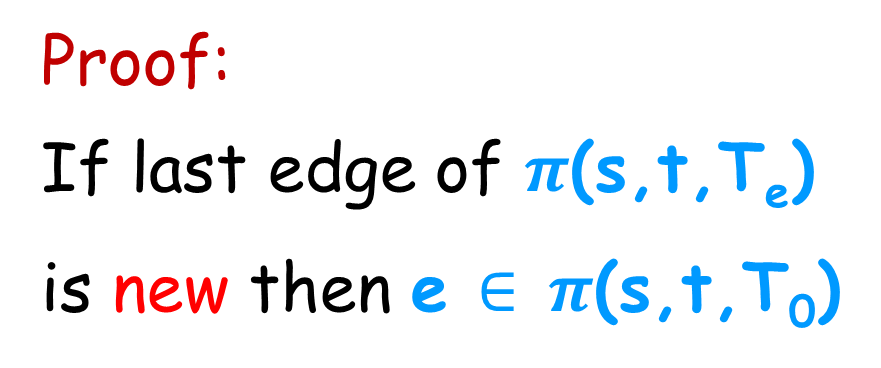 Proof:
If last edge of π(s,t,Tₑ)
is new then e ∈ π(s,t,T₀)